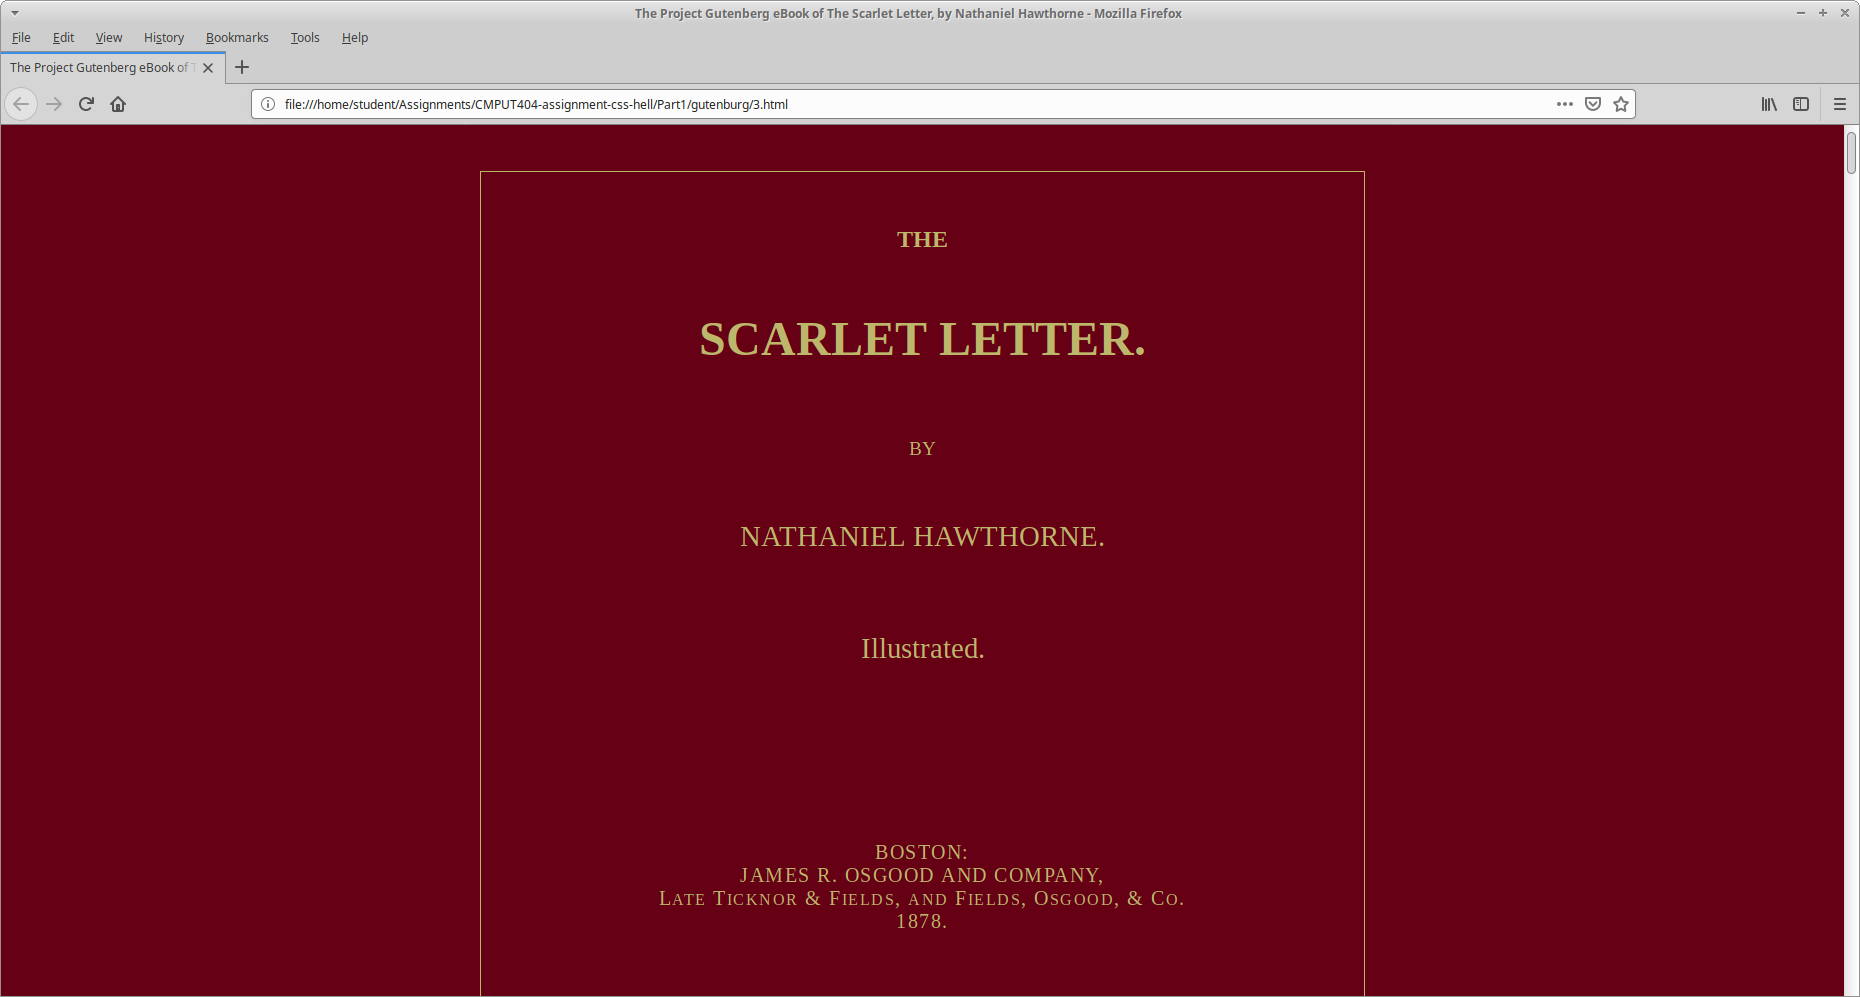 The Project Gutenberg eBook of The Scarlet Letter, by Nathaniel Hawthorne - Mozilla Firefox
File Edit View History Bookmarks Tools Help
The Project Gutenberg eBook of T
file:///home/student/Assignments/CMPUT404-assignment-css-hell/Part1/gutenburg/3.html
THE
SCARLET LETTER.
BY
NATHANIEL HAWTHORNE.
Illustrated.
BOSTON:
JAMES R. OSGOOD AND COMPANY,
Late Ticknor & Fields, and Fields, Osgood, & Co.
1878.